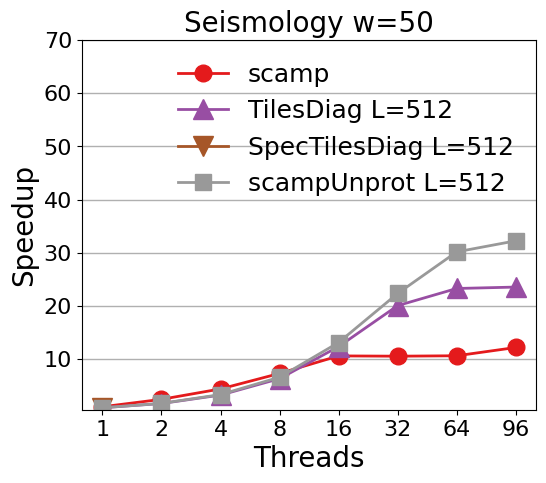 Seismology w=50
70
60
50
40
30
20
10
Speedup
scamp
TilesDiag L=512
SpecTilesDiag L=512
scampUnprot L=512
1 2 4 8 16 32 64 96
Threads